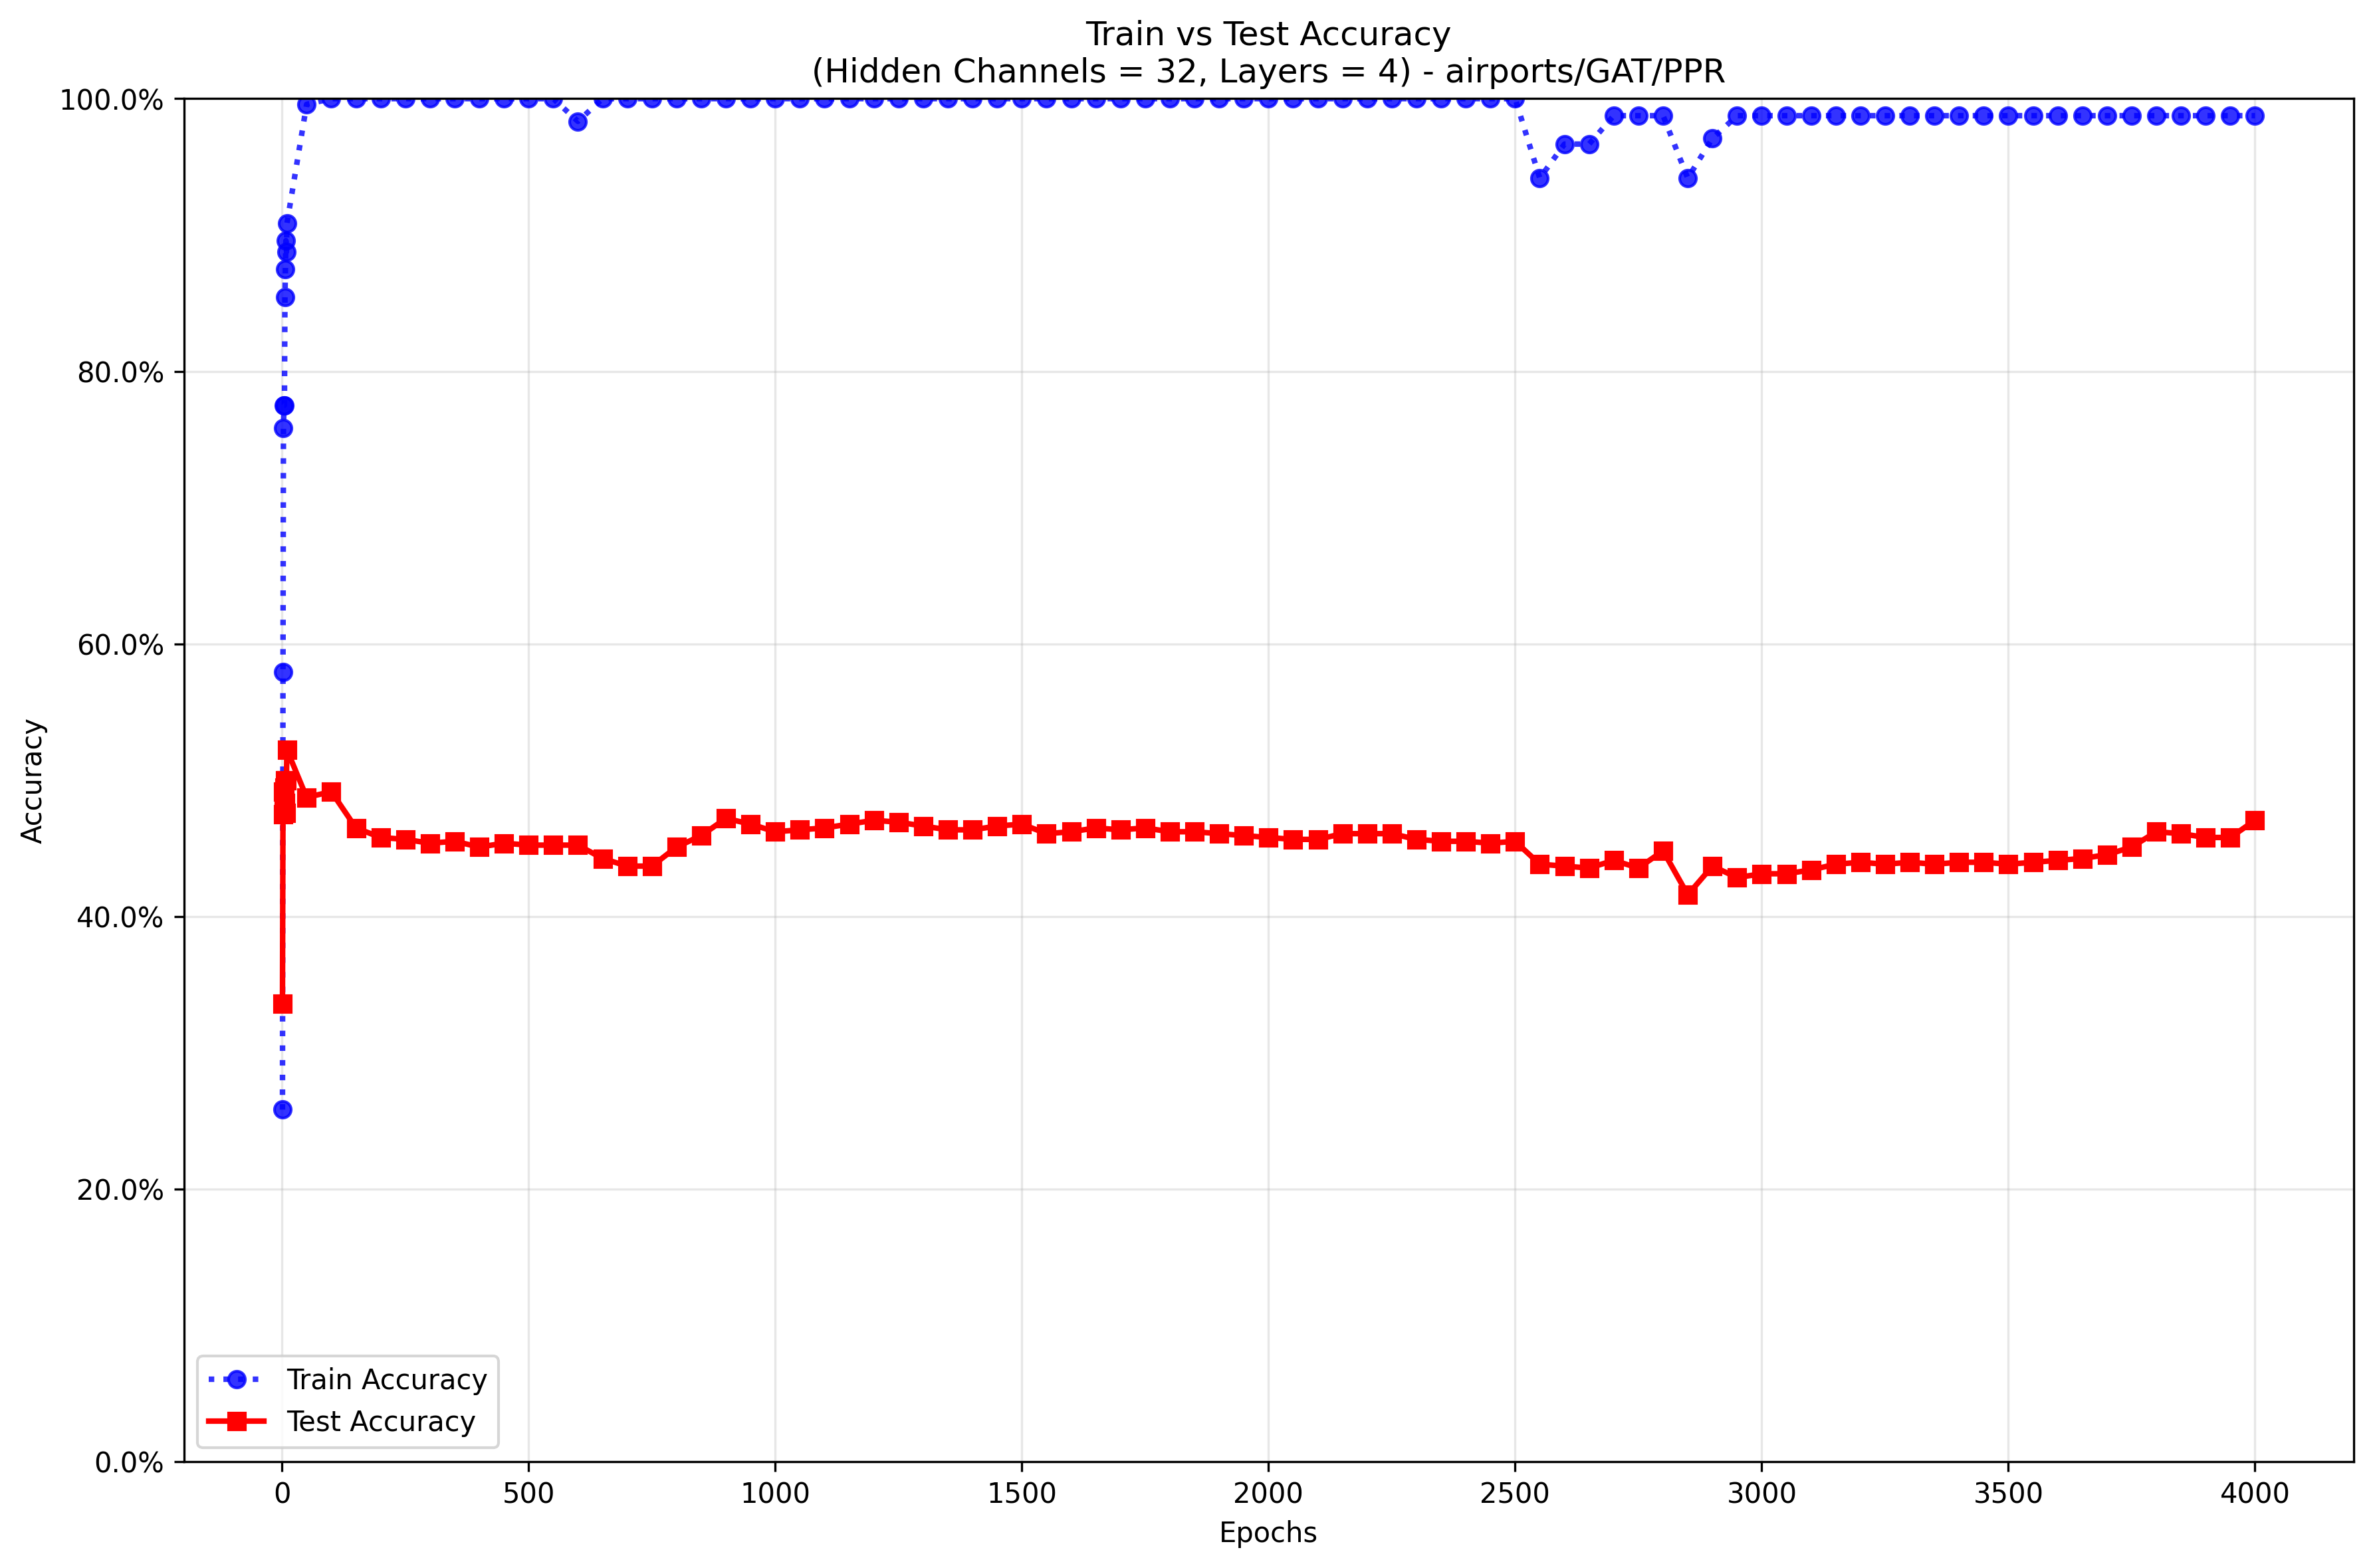 Train vs Test Accuracy
(Hidden Channels = 32, Layers = 4) - airports/GAT/PPR
100.0%
80.0%
60.0%
40.0%
20.0%
0.0%
Accuracy
Train Accuracy
Test Accuracy
0 500 1000 1500 2000 2500 3000 3500 4000
Epochs